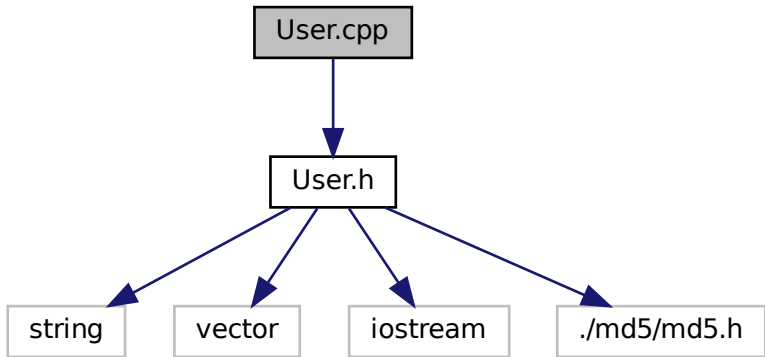 User.cpp
User.h
string
vector
iostream
./md5/md5.h